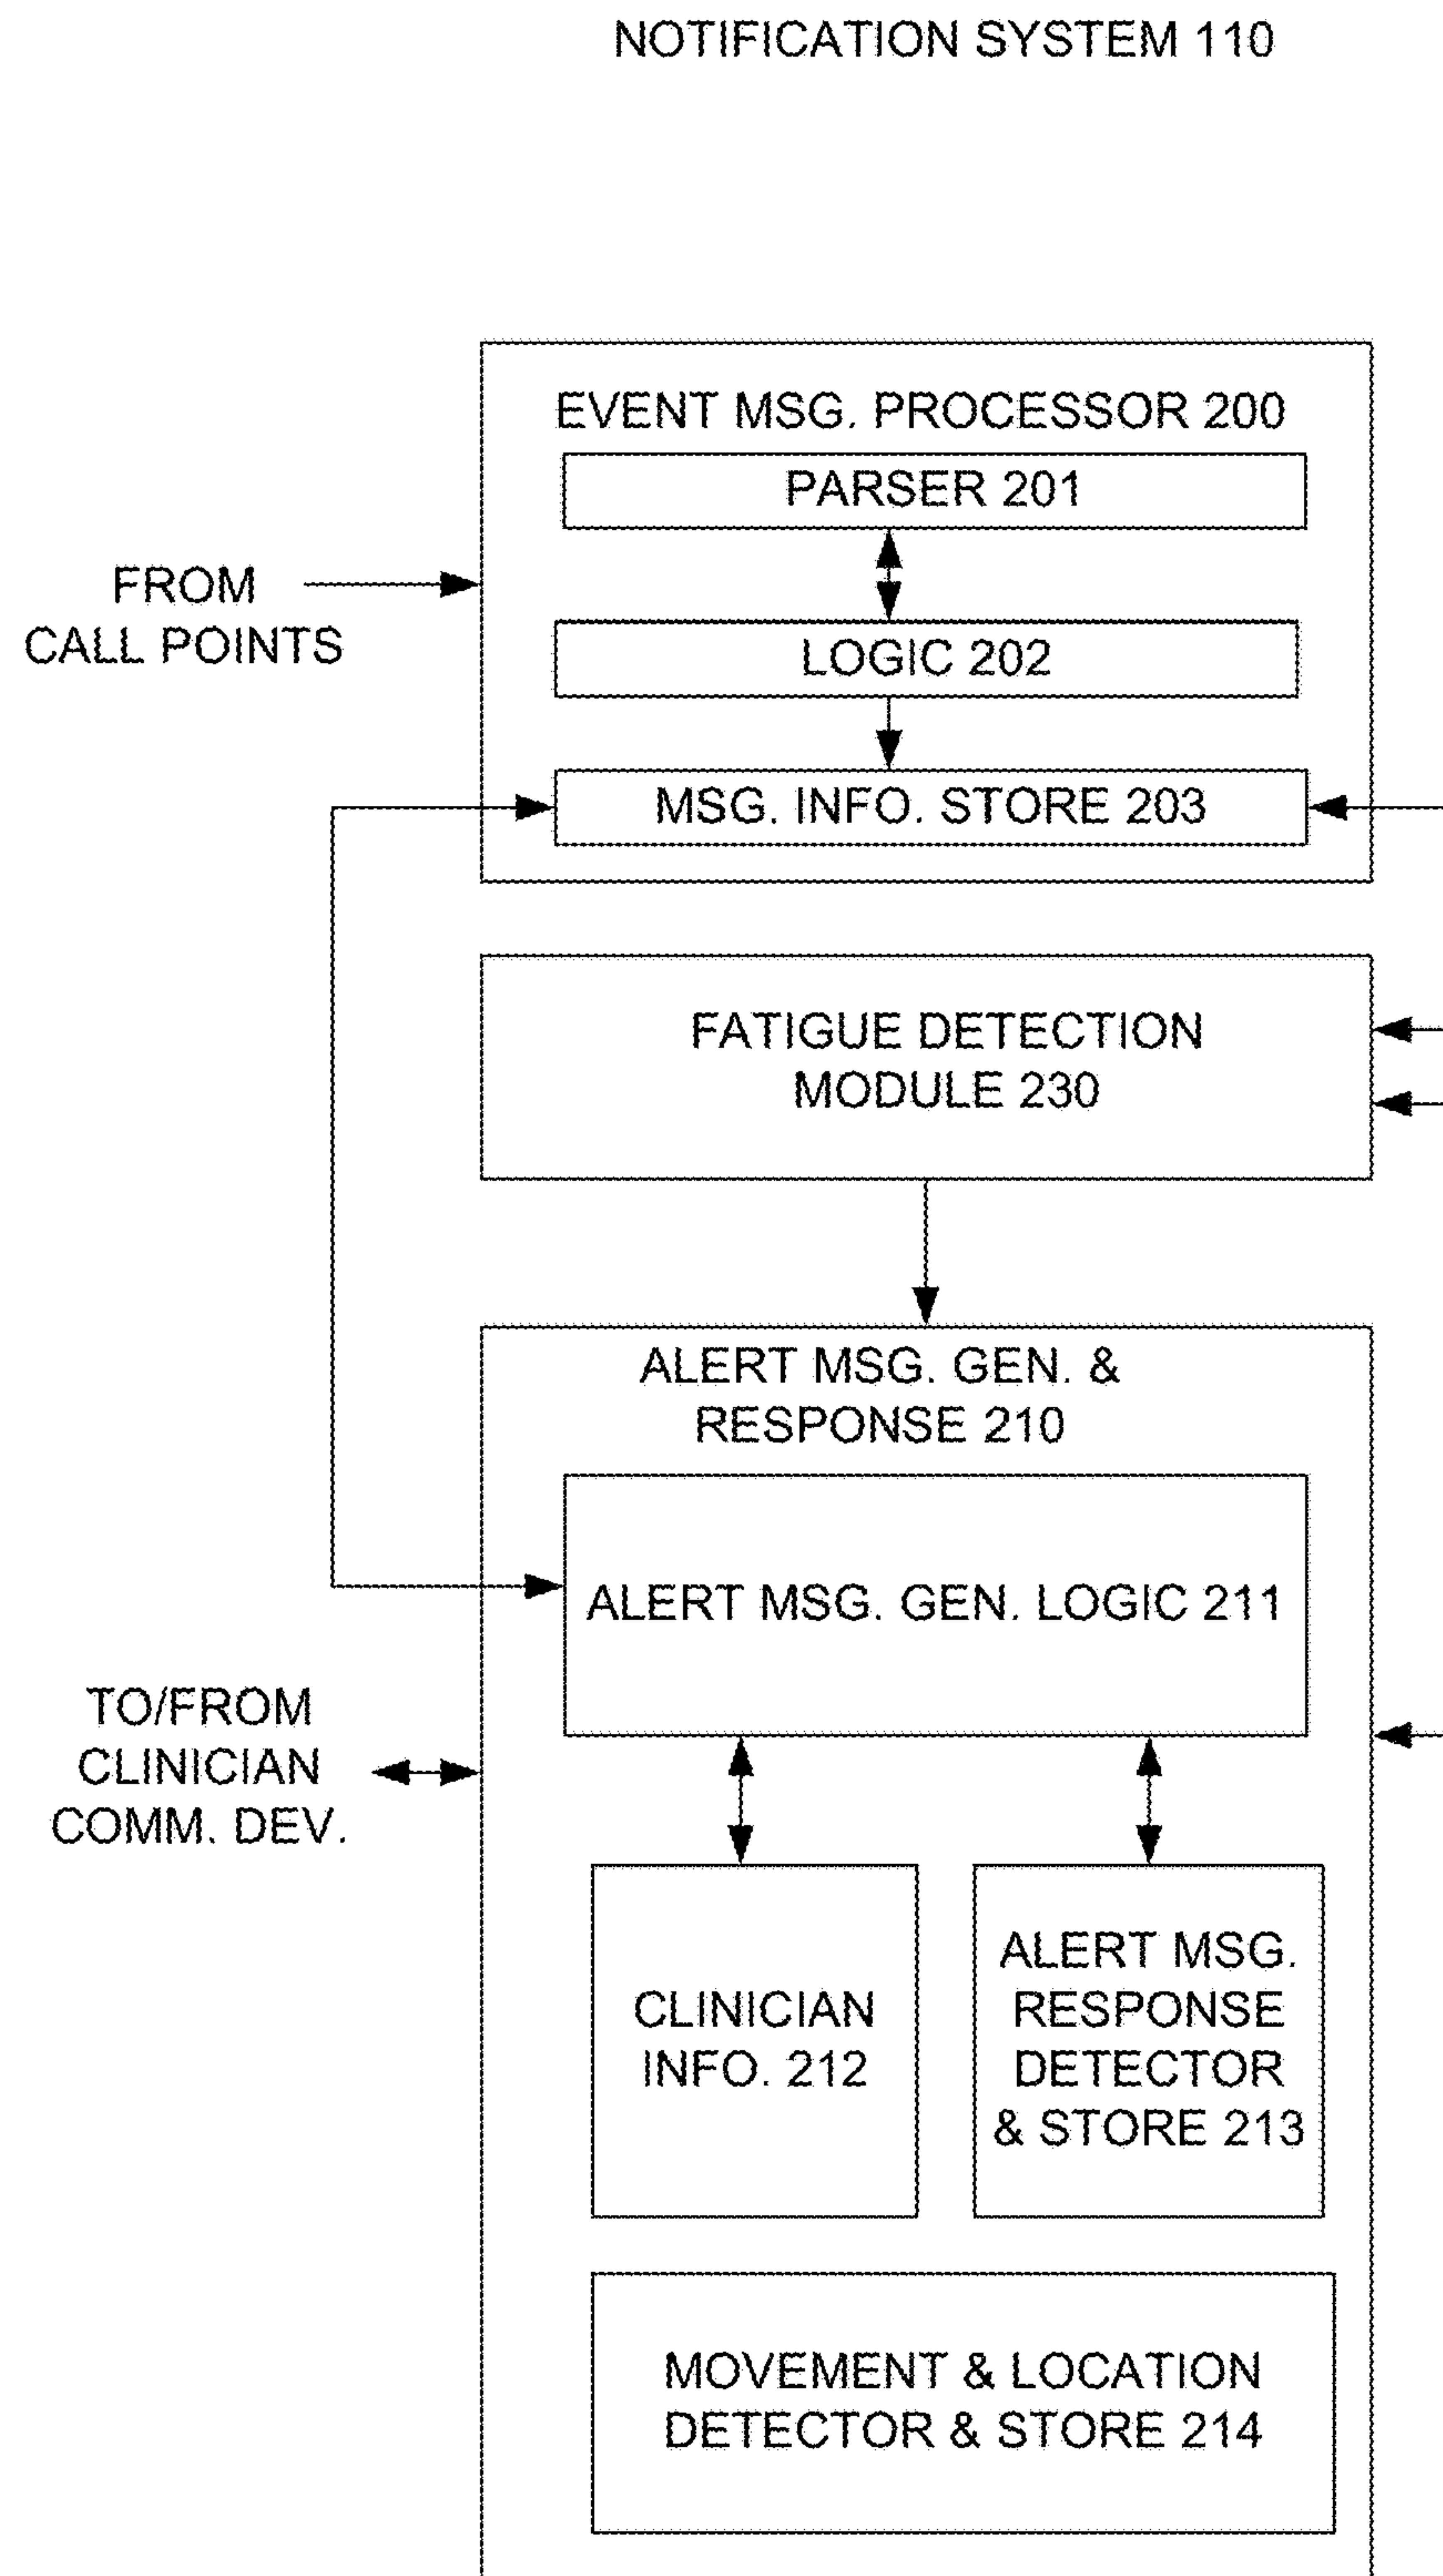 NOTIFICATION SYSTEM 110
EVENT MSG. PROCESSOR 200
PARSER 201
FROM
CALL POINTS
LOGIC 202
MSG. INFO. STORE 203
FATIGUE DETECTION
MODULE 230
ALERT MSG. GEN. &
RESPONSE 210
ALERT MSG. GEN. LOGIC 211
TO/FROM
CLINICIAN
COMM. DEV.
CLINICIAN
INFO. 212
ALERT MSG.
RESPONSE
DETECTOR
& STORE 213
MOVEMENT & LOCATION
DETECTOR & STORE 214